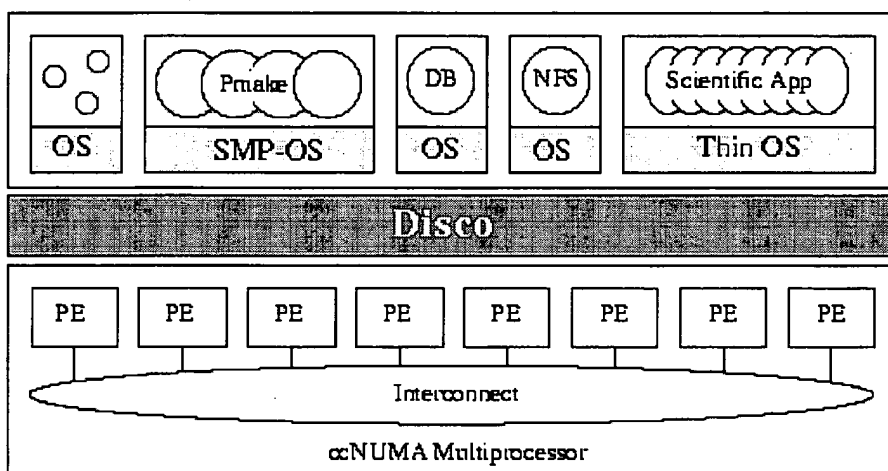 Pmake DB NFS Scientific App
OS SMP-OS OS OS Thin OS
Disco
PE PE PE PE PE PE PE PE
Interconnect
ccNUMA Multiprocessor